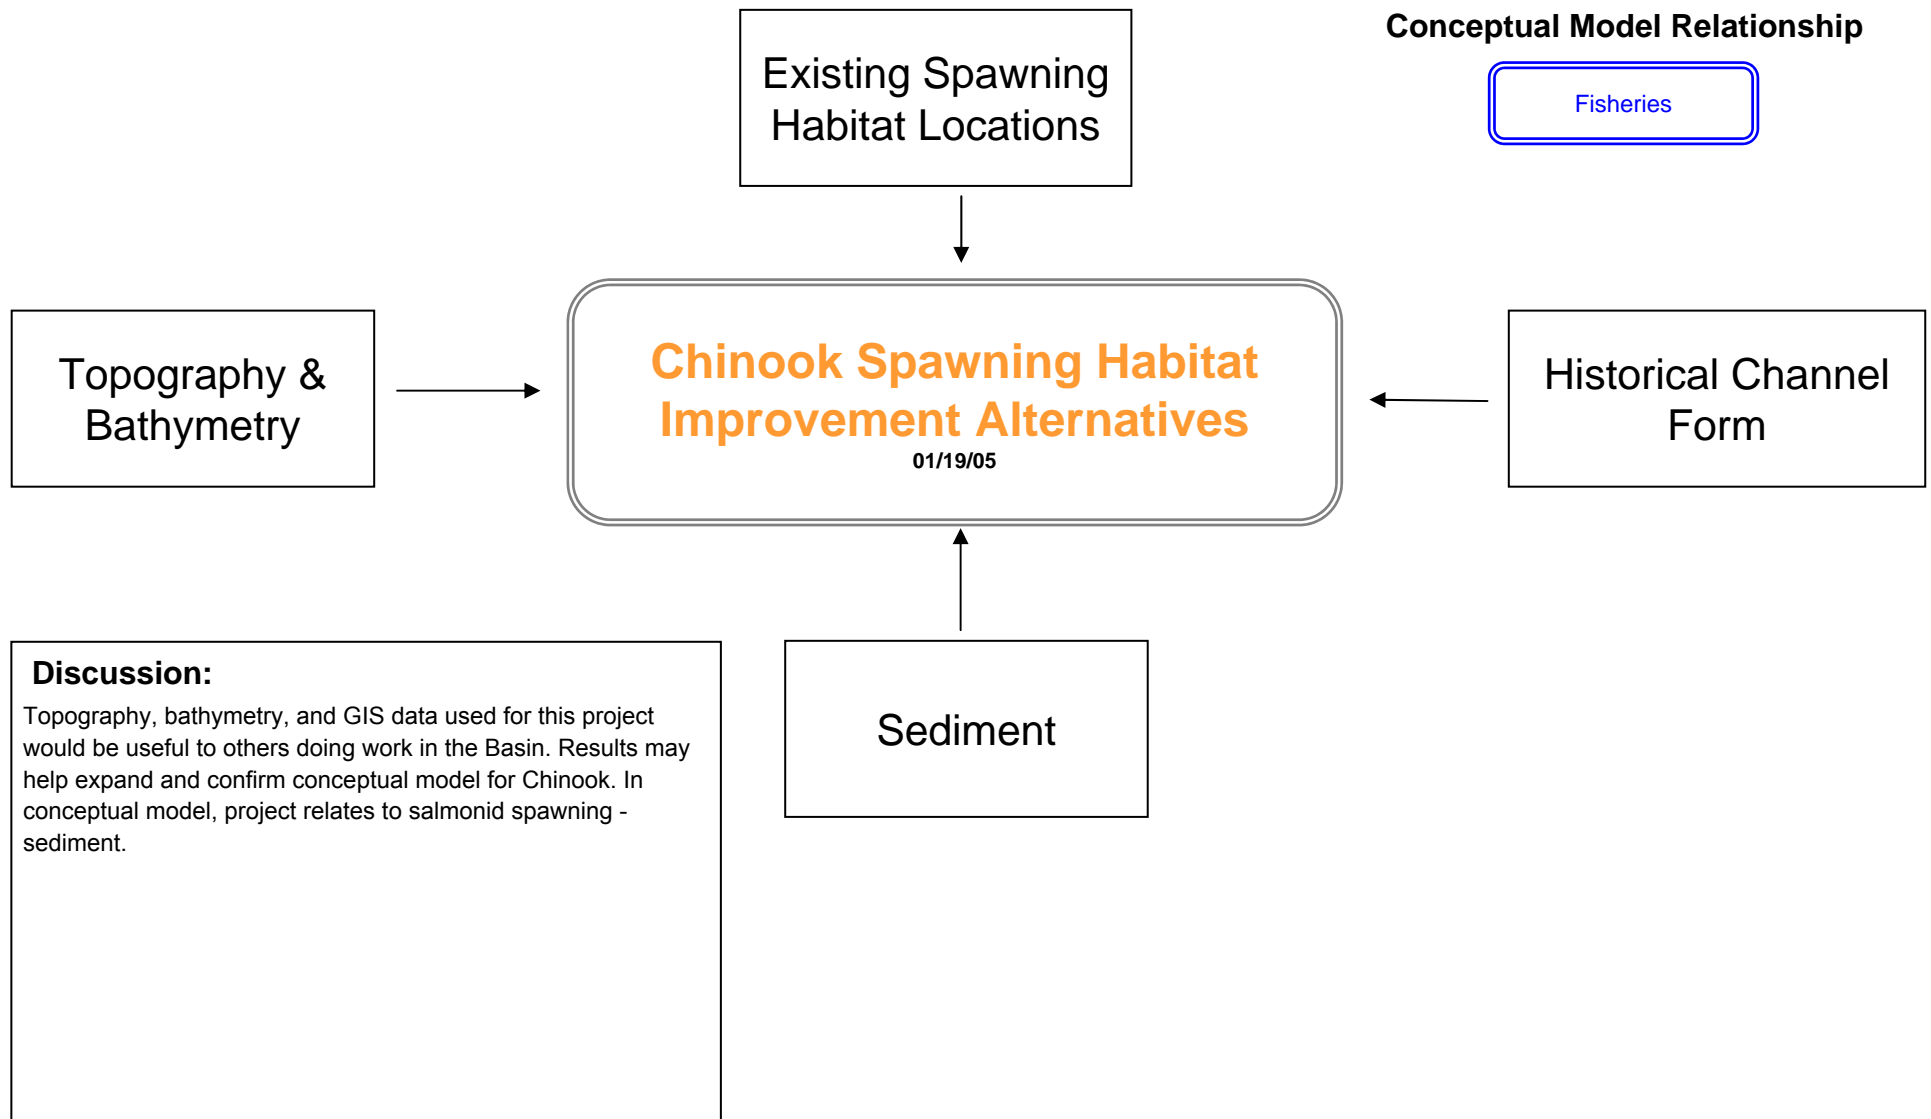 Conceptual Model Relationship
Fisheries
Existing Spawning
Habitat Locations
Topography &
Bathymetry
Chinook Spawning Habitat
Improvement Alternatives
01/19/05
Historical Channel
Form
Sediment
Discussion:
Topography, bathymetry, and GIS data used for this project
would be useful to others doing work in the Basin. Results may
help expand and confirm conceptual model for Chinook. In
conceptual model, project relates to salmonid spawning -
sediment.